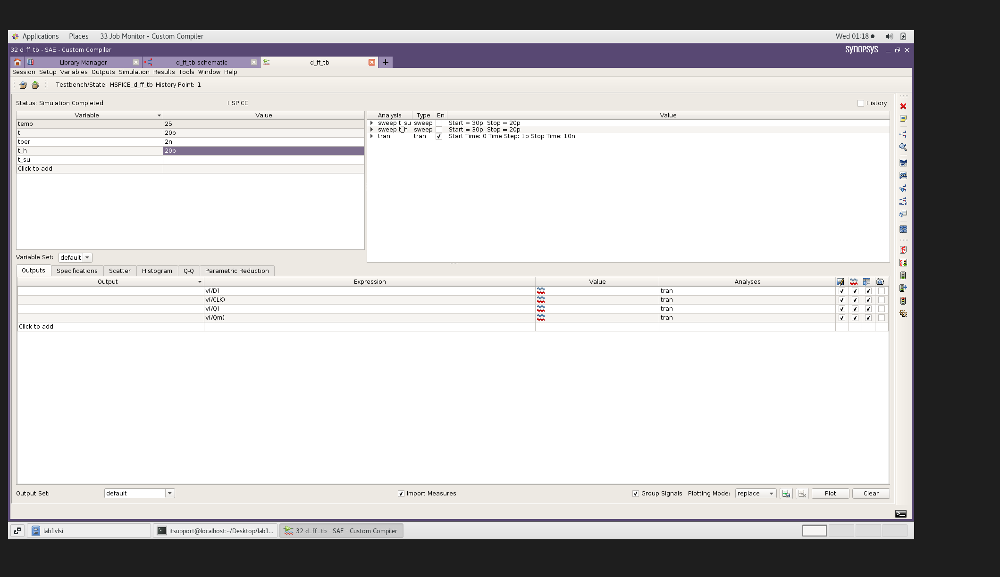 Applications Places 33 Job Monitor - Custom Compiler Wed 01:18
32 d_ff_tb - SAE - Custom Compiler SYNOPSYS
Library Manager d_ff_tb schematic d_ff_tb
Session Setup Variables Outputs Simulation Results Tools Window Help
Testbench/State: HSPICE_d_ff_tb History Point: 1
Status: Simulation Completed HSPICE History
Variable Value
temp 25
t 20p
tper 2n
t_h 20p
t_su
Click to add
Analysis Type En Value
sweep t_su sweep Start = 30p, Stop = 20p
sweep t_h sweep Start = 30p, Stop = 20p
tran tran Start Time: 0 Time Step: 1p Stop Time: 10n
TRAN
AC
model
Variable Set: default
Outputs Specifications Scatter Histogram Q-Q Parametric Reduction
Output Expression Value Analyses
v(/D) tran
v(/CLK) tran
v(/Q) tran
v(/Qm) tran
Click to add
Output Set: default Import Measures Group Signals Plotting Mode: replace Plot Clear
lab1vlsi itsupport@localhost:~/Desktop/lab1... 32 d_ff_tb - SAE - Custom Compiler